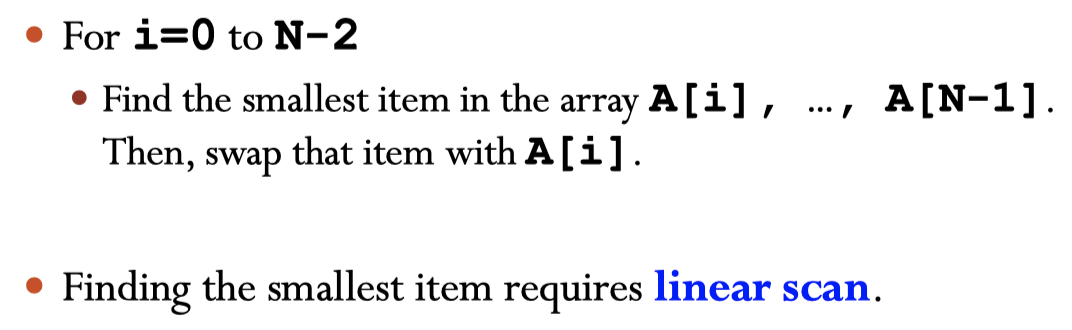 • For i=0 to N-2
• Find the smallest item in the array A[i], …, A[N-1].
Then, swap that item with A[i].
• Finding the smallest item requires linear scan.